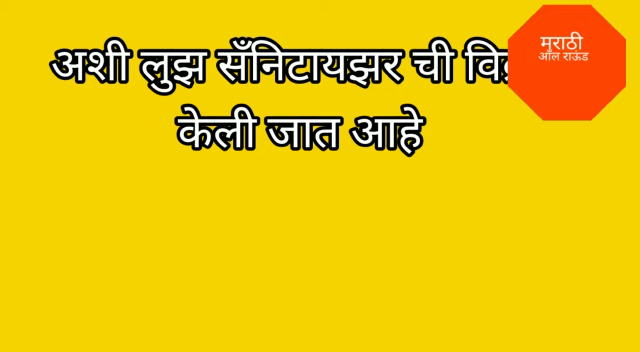 अशी लुझ सँनिटायझर ची
केली जात आहे
मराठी
ऑल राऊंड